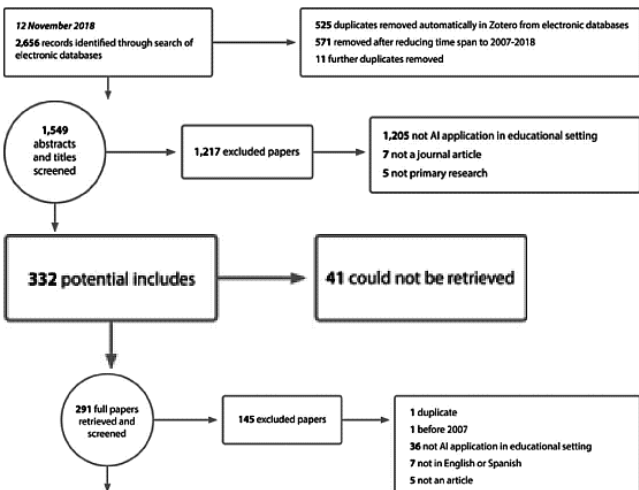 12 November 2018
2,656 records identified through search of
electronic databases
525 duplicates removed automatically in Zotero from electronic databases
571 removed after reducing time span to 2007-2018
11 further duplicates removed
1,549
abstracts
and titles
screened
1,217 excluded papers
1,205 not AI application in educational setting
7 not a journal article
5 not primary research
332 potential includes
41 could not be retrieved
291 full papers
retrieved and
screened
145 excluded papers
1 duplicate
1 before 2007
36 not AI application in educational setting
7 not in English or Spanish
5 not an article